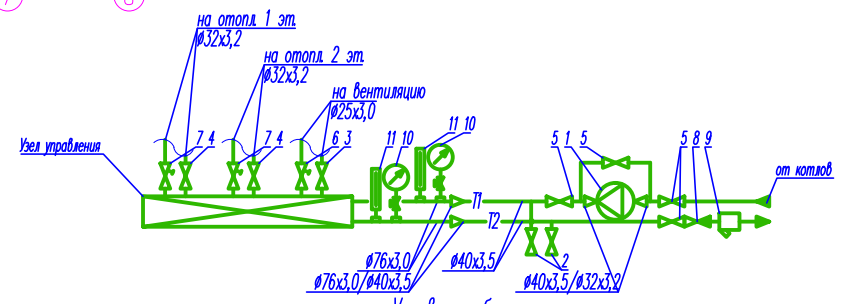 7
6
на отопл. 1 эт.
Ø32х3,2
на отопл. 2 эт.
Ø32х3,2
на вентиляцию
Ø25х3,0
Узел управления
7 4
7 4
6 3
11 10
11 10
5 1
5
5 8 9
от котлов
Т1
Т2
Ø76х3,0
Ø40х3,5
2
Ø76х3,0/Ø40х3,5
Ø40х3,5/Ø32х3,2